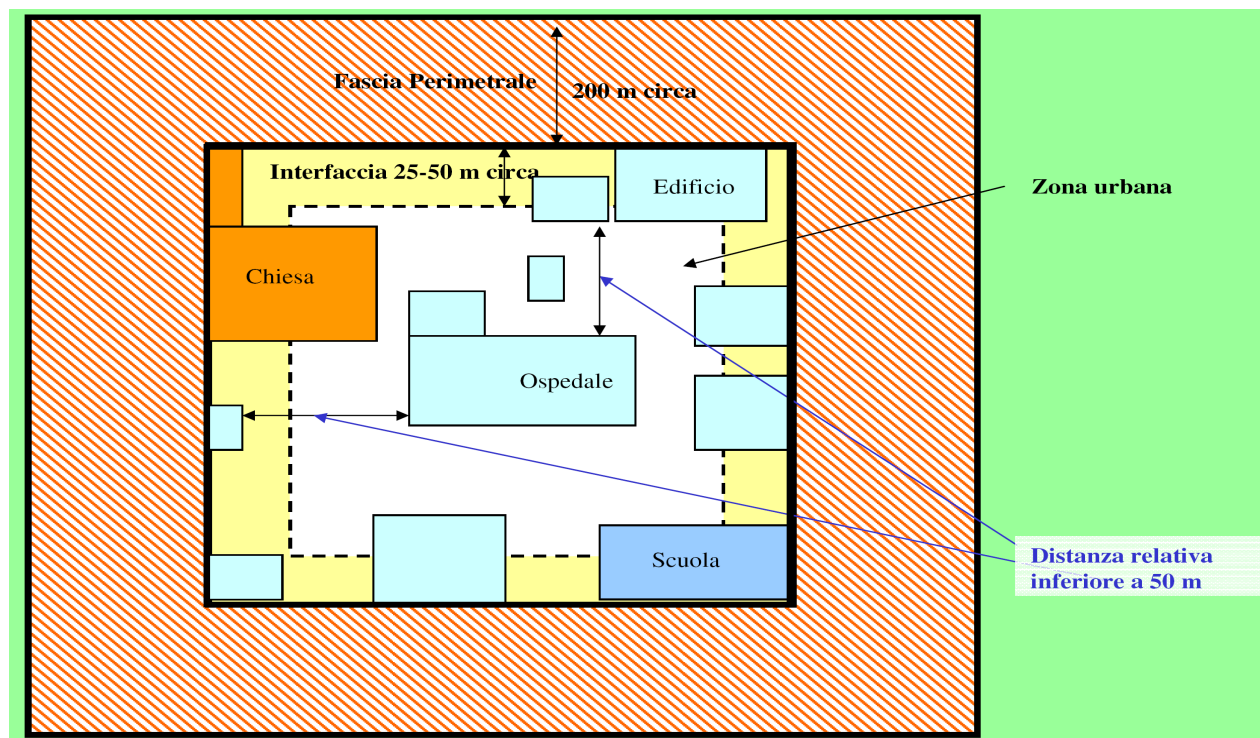 Fascia Perimetrale
200 m circa
Interfaccia 25-50 m circa
Edificio
Zona urbana
Chiesa
Ospedale
Scuola
Distanza relativa
inferiore a 50 m